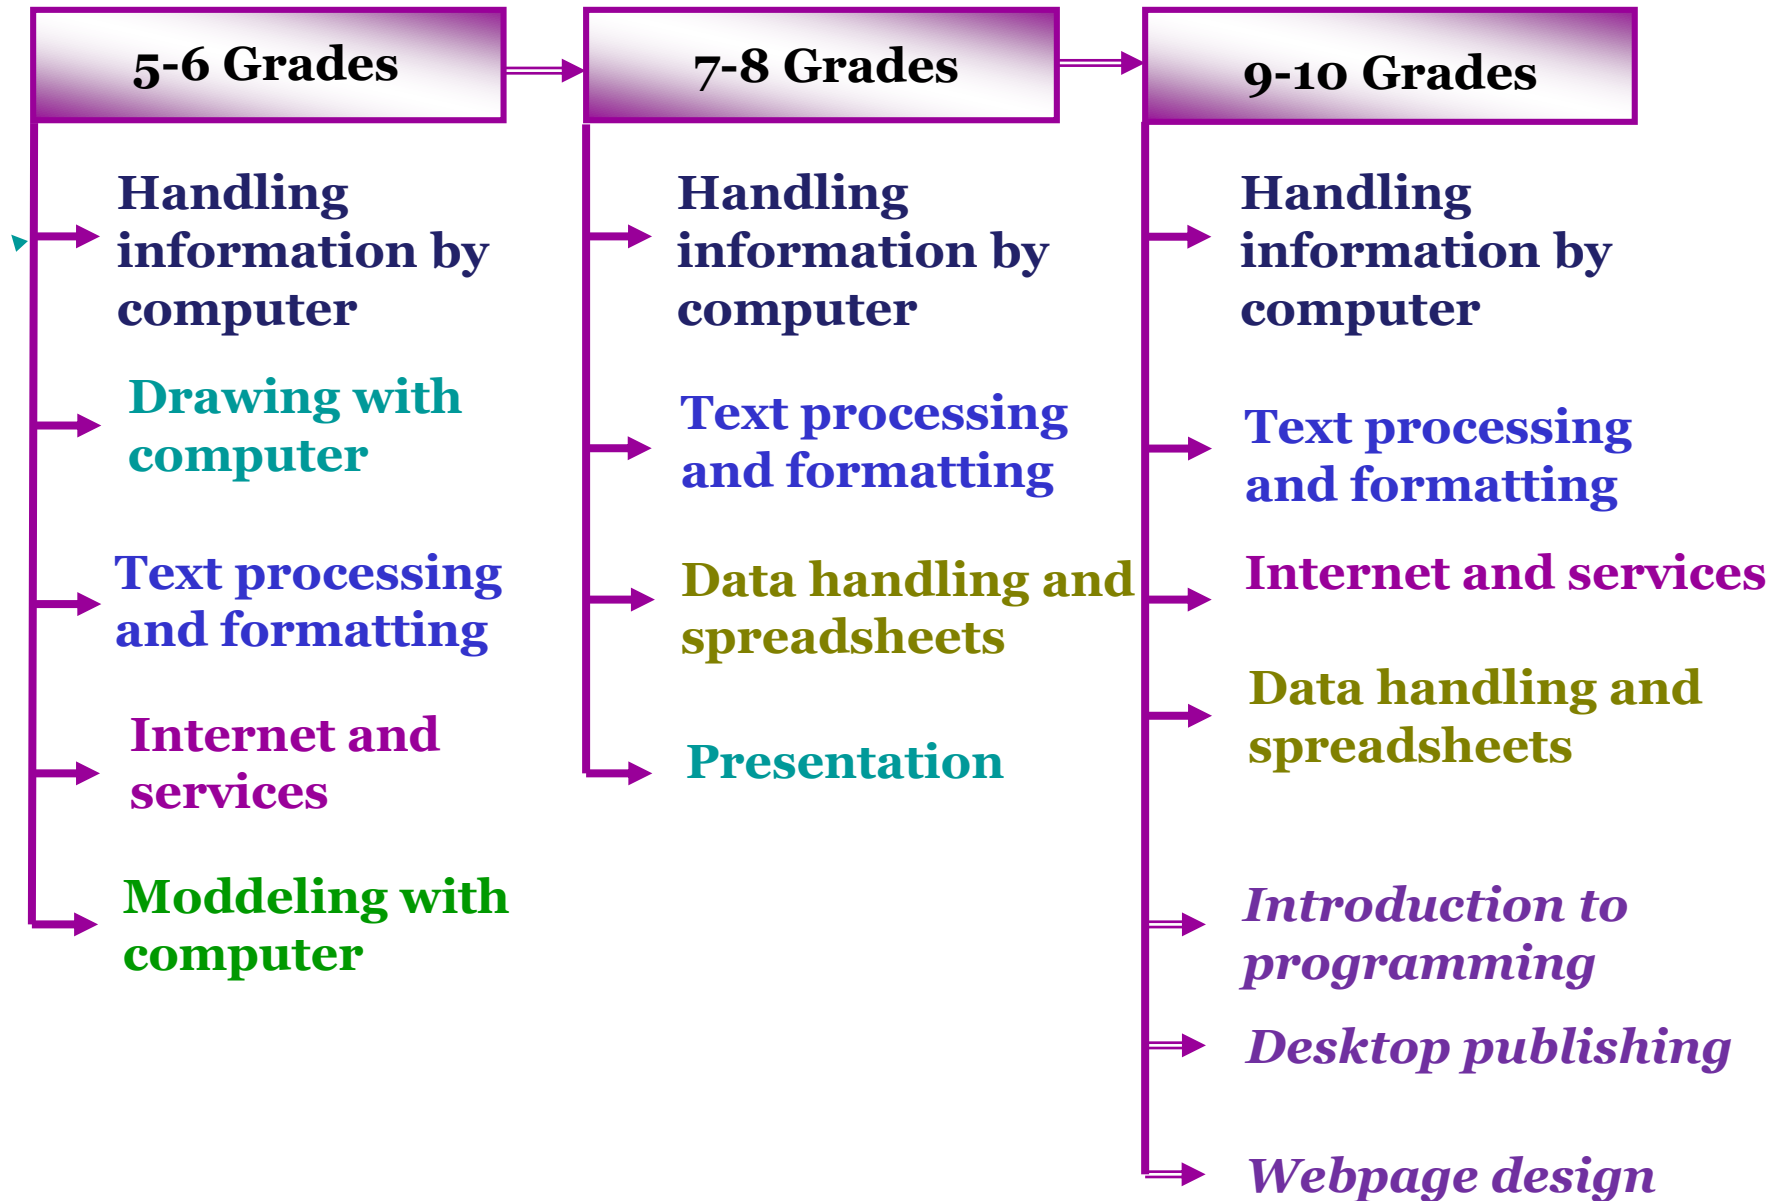 5-6 Grades
Handling
information by
computer
Drawing with
computer
Text processing
and formatting
Internet and
services
Moddeling with
computer
7-8 Grades
Handling
information by
computer
Text processing
and formatting
Data handling and
spreadsheets
Presentation
9-10 Grades
Handling
information by
computer
Text processing
and formatting
Internet and services
Data handling and
spreadsheets
Introduction to
programming
Desktop publishing
Webpage design